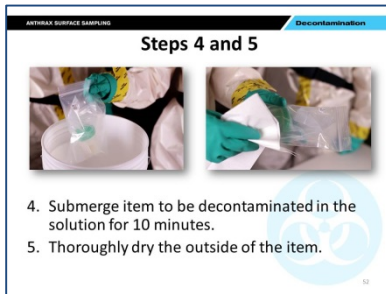 ANTHRAX SURFACE SAMPLING
Decontamination
Steps 4 and 5
4. Submerge item to be decontaminated in the
solution for 10 minutes.
5. Thoroughly dry the outside of the item.
52